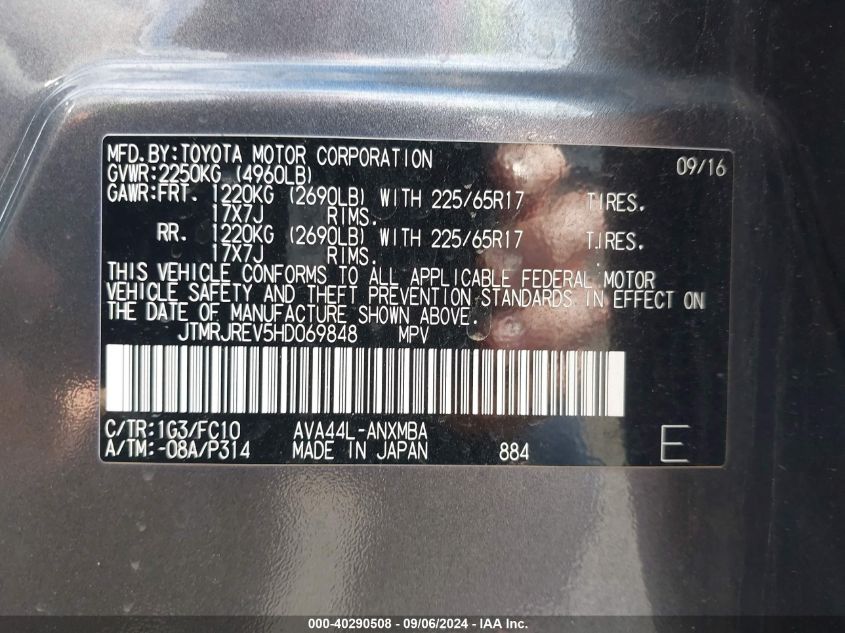 MFD.BY:TOYOTA MOTOR CORPORATION 09/16
GVWR:2250KG (4960LB)
GAWR:FRT. 1220KG (2690LB) WITH 225/65R17 TIRES.
17X7J RIMS.
RR. 1220KG (2690LB) WITH 225/65R17 TIRES.
17X7J RIMS.
THIS VEHICLE CONFORMS TO ALL APPLICABLE FEDERAL MOTOR
VEHICLE SAFETY AND THEFT PREVENTION STANDARDS IN EFFECT ON
THE DATE OF MANUFACTURE SHOWN ABOVE.
JTMRJREV5HD069848 MPV
C/TR:1G3/FC10 AVA44L-ANXMBA
A/TM:-08A/P314 MADE IN JAPAN 884 E
000-40290508 - 09/06/2024 - IAA Inc.